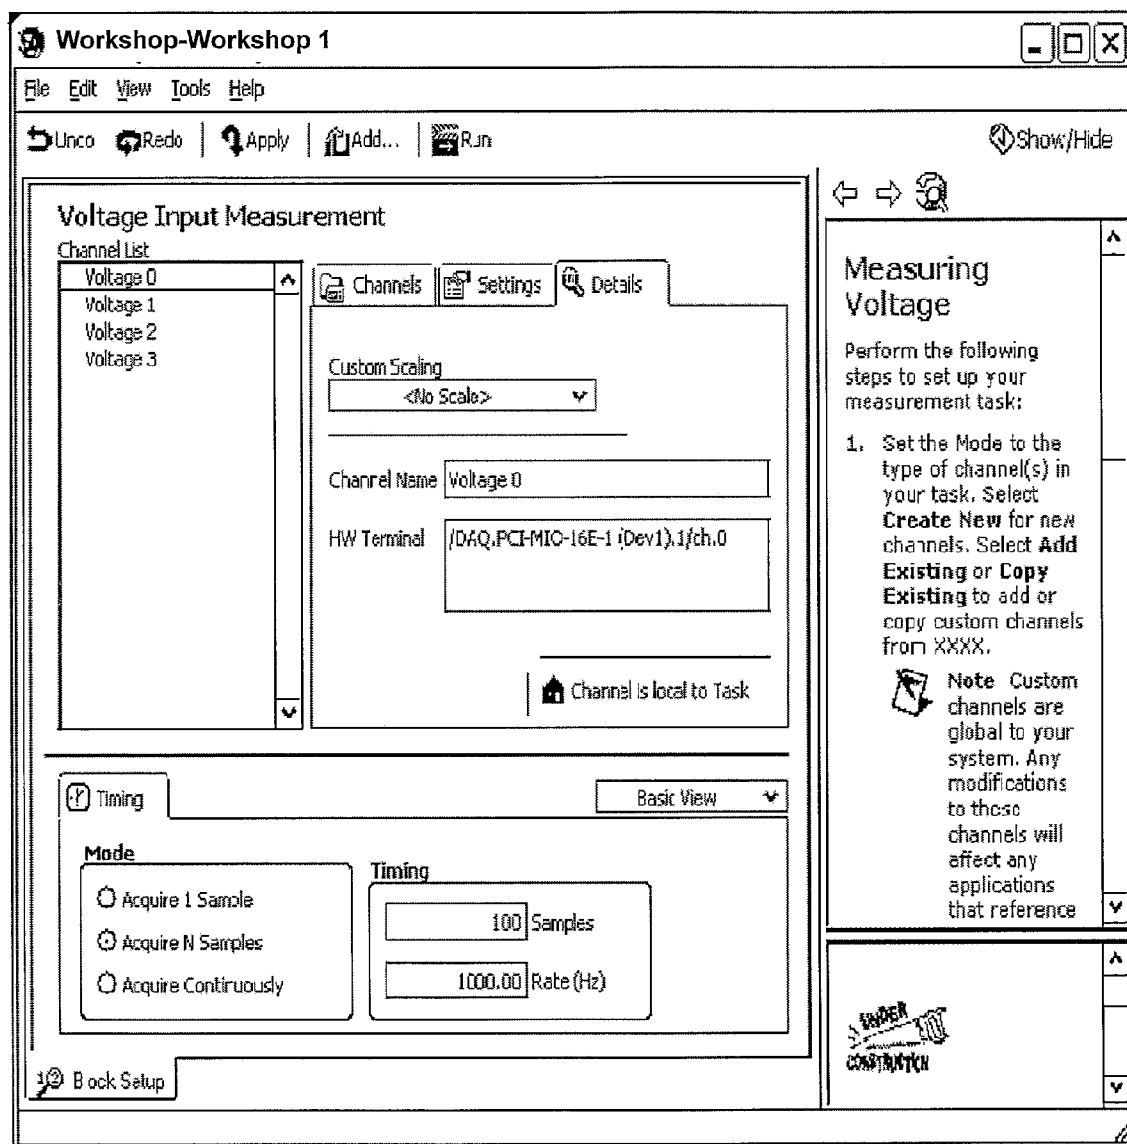 Workshop-Workshop 1
File Edit View Tools Help
Unco Redo Apply Add... Run Show/Hide
Voltage Input Measurement
Channel List
Voltage 0
Voltage 1
Voltage 2
Voltage 3
Channels Settings Details
Custom Scaling
<No Scale>
Channel Name Voltage 0
HW Terminal /DAQ.PCI-MIO-16E-1 (Dev1).1/ch.0
Channel is local to Task
Timing
Basic View
Mode
Acquire 1 Sample
Acquire N Samples
Acquire Continuously
Timing
100 Samples
1000.00 Rate (Hz)
Block Setup
Measuring
Voltage
Perform the following
steps to set up your
measurement task:
1. Set the Mode to the
type of channel(s) in
your task. Select
Create New for new
channels. Select Add
Existing or Copy
Existing to add or
copy custom channels
from XXXX.
Note Custom
channels are
global to your
system. Any
modifications
to these
channels will
affect any
applications
that reference
UNDER
CONSTRUCTION